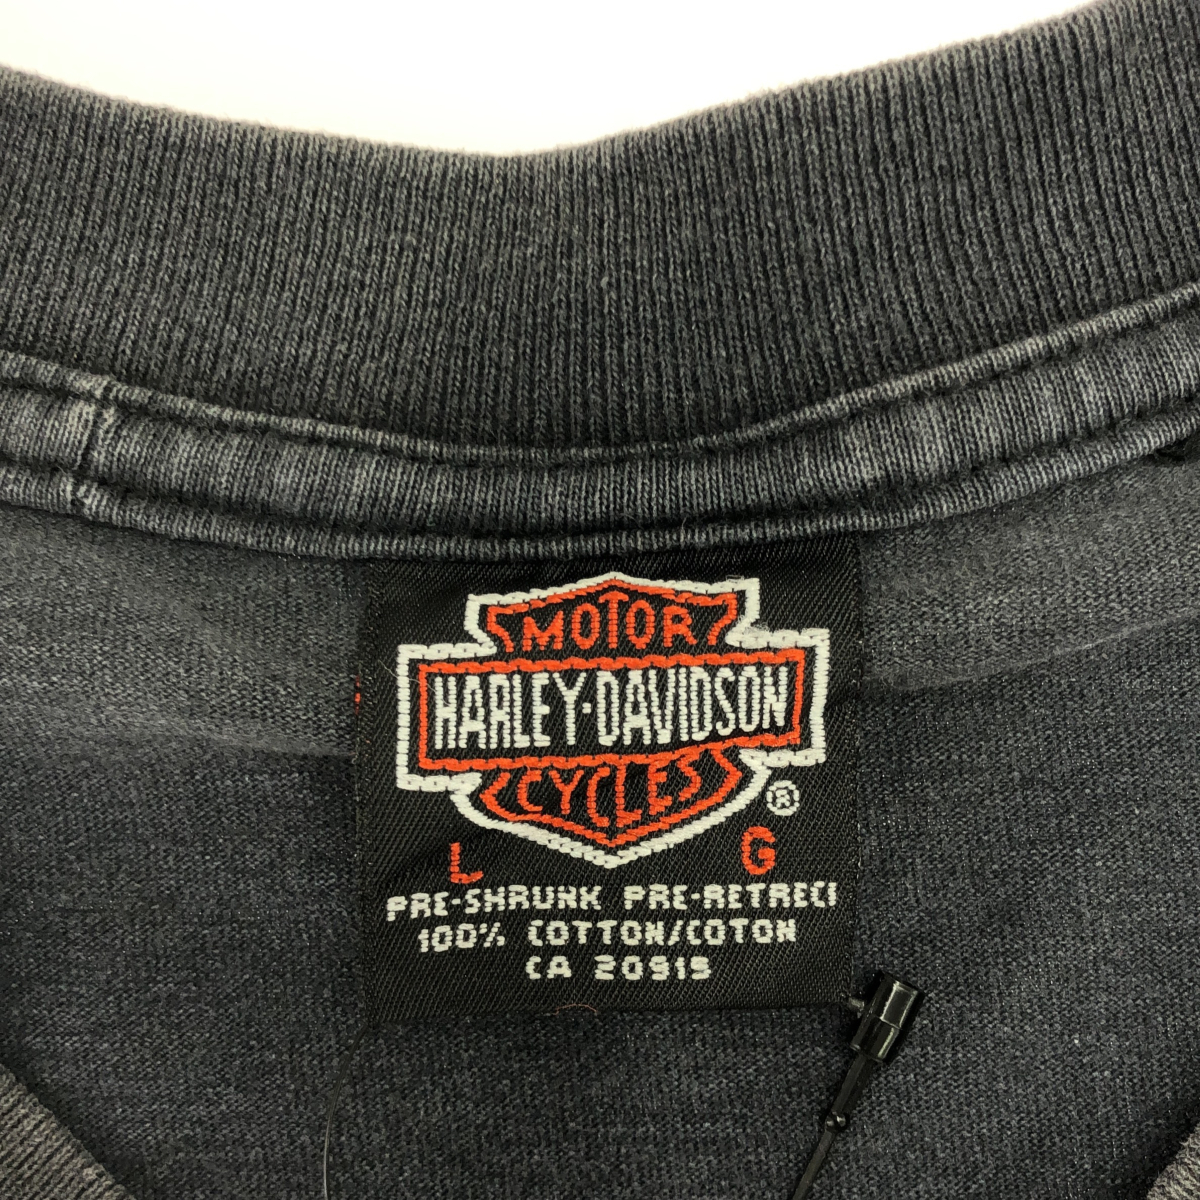 MOTOR
HARLEY-DAVIDSON
CYCLES
®
L G
PRE-SHRUNK PRE-RETRECI
100% COTTON/COTON
CA 20915